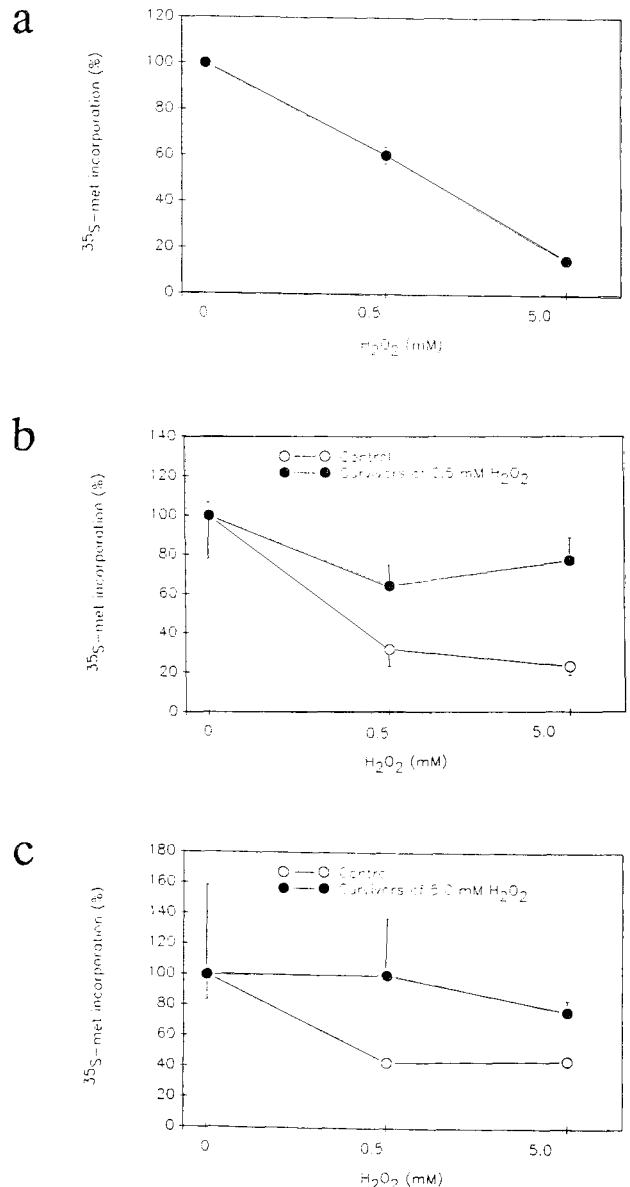 a
120
100
80
60
40
20
0
³⁵S-met incorporation (%)
0 0.5 5.0
H₂O₂ (mM)
b
140
120
100
80
60
40
20
0
³⁵S-met incorporation (%)
Control
Survivers of 0.5 mM H₂O₂
0 0.5 5.0
H₂O₂ (mM)
c
180
160
140
120
100
80
60
40
20
0
³⁵S-met incorporation (%)
Control
Survivers of 5.0 mM H₂O₂
0 0.5 5.0
H₂O₂ (mM)